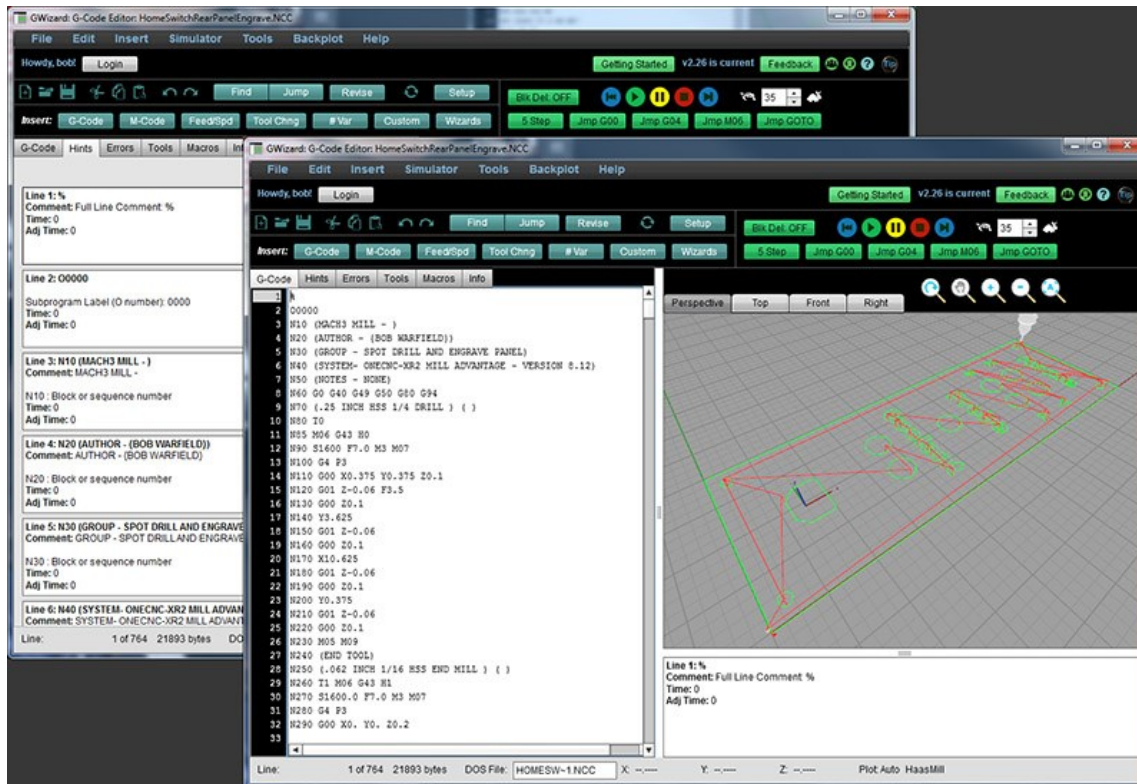 GWizard: G-Code Editor: HomeSwitchRearPanelEngrave.NCC
File Edit Insert Simulator Tools Backplot Help
Howdy, bob! Login Getting Started v2.26 is current Feedback
Find Jump Revise Setup Blk Del: OFF 35
Insert: G-Code M-Code Feed/Spd Tool Chng # Var Custom Wizards 5 Step Jmp G00 Jmp G04 Jmp M06 Jmp GOTO
G-Code Hints Errors Tools Macros
Line 1: %
Comment: Full Line Comment: %
Time: 0
Adj Time: 0
Line 2: O0000
Subprogram Label (O number): 0000
Time: 0
Adj Time: 0
Line 3: N10 (MACH3 MILL - )
Comment: MACH3 MILL -
N10 : Block or sequence number
Time: 0
Adj Time: 0
Line 4: N20 (AUTHOR - (BOB WARFIELD))
Comment: AUTHOR - (BOB WARFIELD)
N20 : Block or sequence number
Time: 0
Adj Time: 0
Line 5: N30 (GROUP - SPOT DRILL AND ENGRAVE
Comment: GROUP - SPOT DRILL AND ENGRAVE
N30 : Block or sequence number
Time: 0
Adj Time: 0
Line 6: N40 (SYSTEM- ONECNC-XR2 MILL ADVAN
Comment: SYSTEM- ONECNC-XR2 MILL ADVAN
Line: 1 of 764 21893 bytes
GWizard: G-Code Editor: HomeSwitchRearPanelEngrave.NCC
File Edit Insert Simulator Tools Backplot Help
Howdy, bob! Login Getting Started v2.26 is current Feedback
Find Jump Revise Setup Blk Del: OFF 35
Insert: G-Code M-Code Feed/Spd Tool Chng # Var Custom Wizards 5 Step Jmp G00 Jmp G04 Jmp M06 Jmp GOTO
G-Code Hints Errors Tools Macros Info
Perspective Top Front Right
1 %
2 O0000
3 N10 (MACH3 MILL - )
4 N20 (AUTHOR - (BOB WARFIELD))
5 N30 (GROUP - SPOT DRILL AND ENGRAVE PANEL)
6 N40 (SYSTEM- ONECNC-XR2 MILL ADVANTAGE - VERSION 8.12)
7 N50 (NOTES - NONE)
8 N60 G0 G40 G49 G50 G80 G94
9 N70 (.25 INCH HSS 1/4 DRILL ) ( )
10 N80 T0
11 N85 M06 G43 H0
12 N90 S1600 F7.0 M3 M07
13 N100 G4 P3
14 N110 G00 X0.375 Y0.375 Z0.1
15 N120 G01 Z-0.06 F3.5
16 N130 G00 Z0.1
17 N140 Y3.625
18 N150 G01 Z-0.06
19 N160 G00 Z0.1
20 N170 X10.625
21 N180 G01 Z-0.06
22 N190 G00 Z0.1
23 N200 Y0.375
24 N210 G01 Z-0.06
25 N220 G00 Z0.1
26 N230 M05 M09
27 N240 (END TOOL)
28 N250 (.062 INCH 1/16 HSS END MILL ) ( )
29 N260 T1 M06 G43 H1
30 N270 S1600.0 F7.0 M3 M07
31 N280 G4 P3
32 N290 G00 X0. Y0. Z0.2
33
Line 1: %
Comment: Full Line Comment: %
Time: 0
Adj Time: 0
Line: 1 of 764 21893 bytes DOS File: HOMESW~1.NCC X: --.---- Y: --.---- Z: --.---- Plot: Auto HaasMill